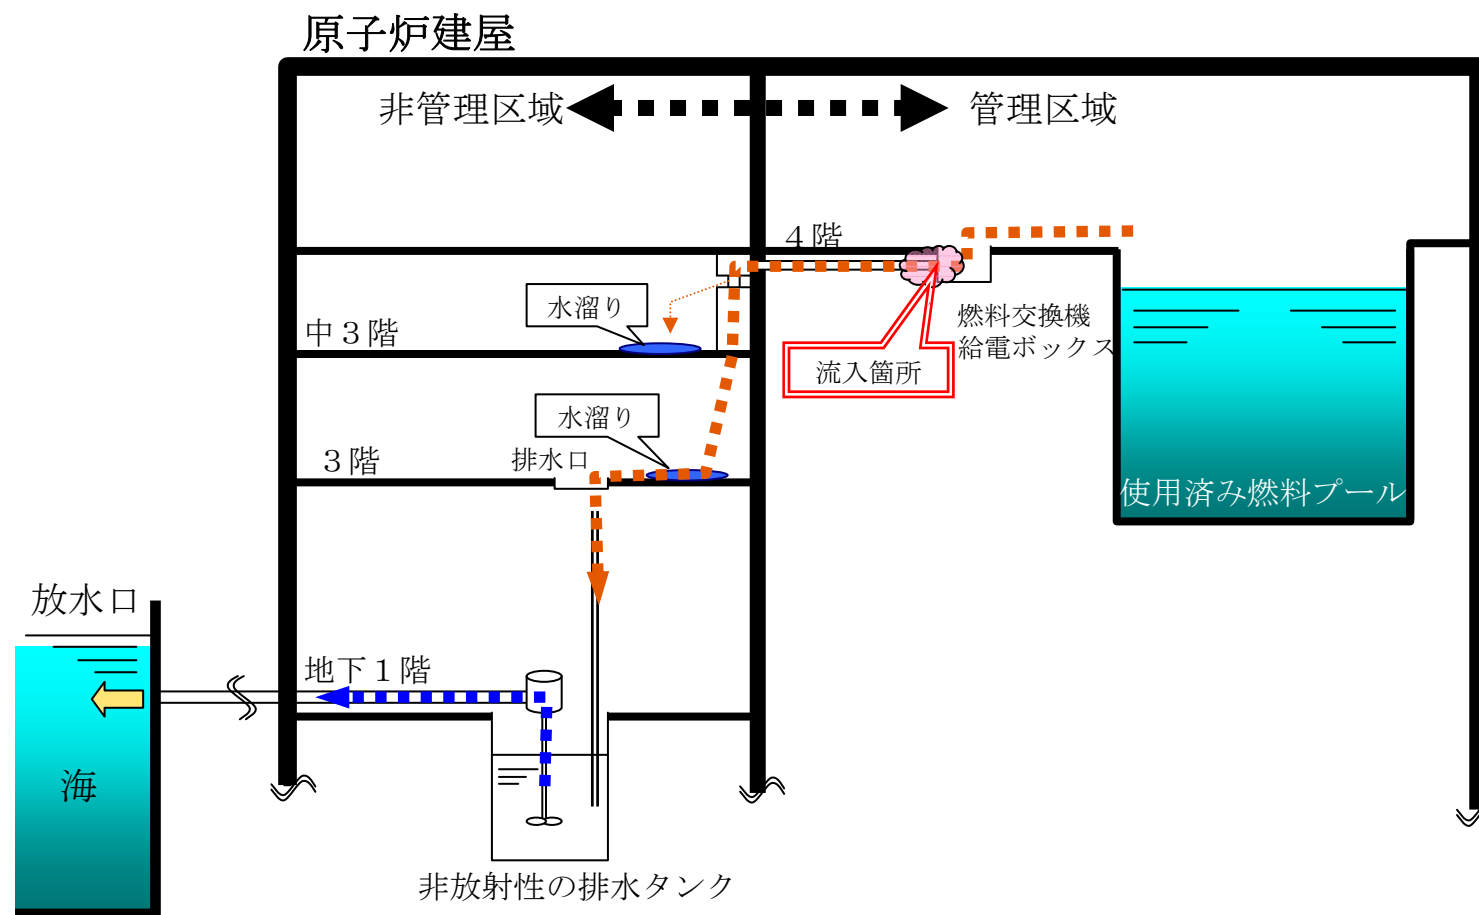 原子炉建屋
非管理区域
管理区域
４階
水溜り
中３階
燃料交換機
給電ボックス
流入箇所
水溜り
３階
排水口
使用済み燃料プール
放水口
地下１階
海
非放射性の排水タンク